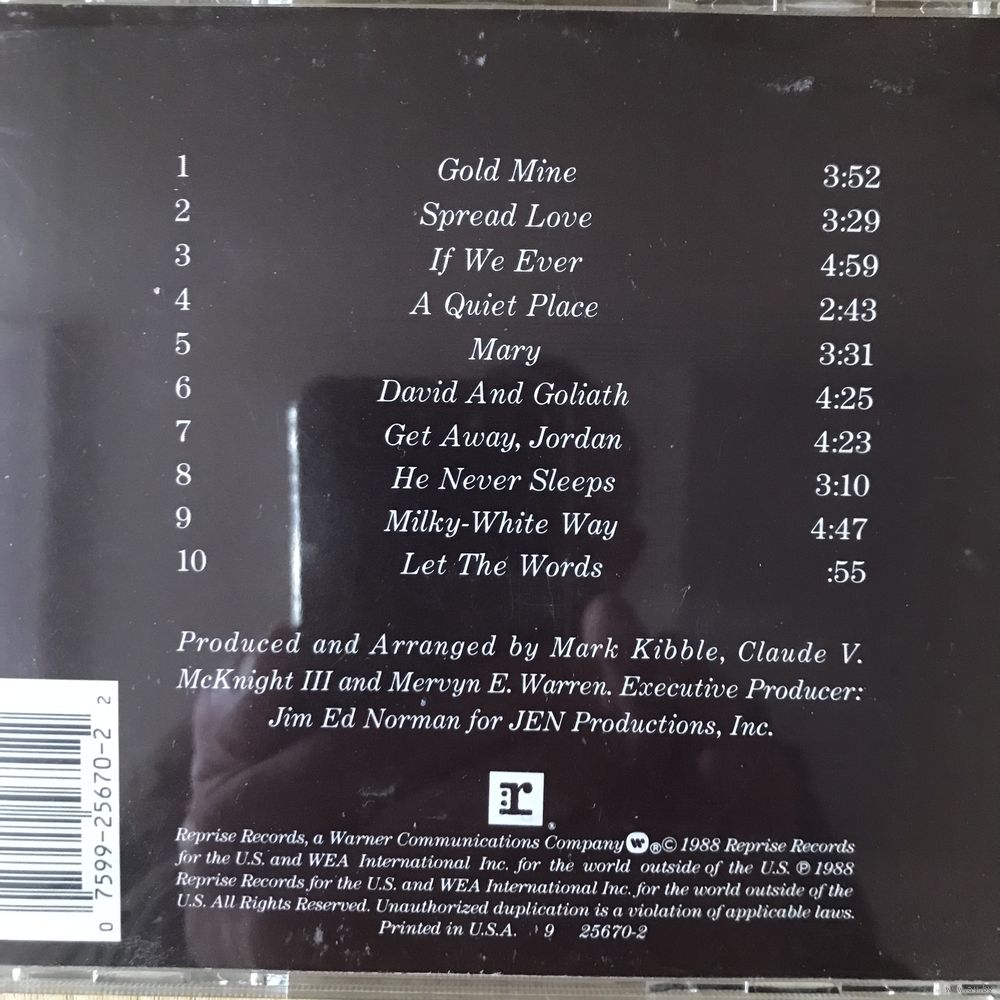 1 Gold Mine 3:52
2 Spread Love 3:29
3 If We Ever 4:59
4 A Quiet Place 2:43
5 Mary 3:31
6 David And Goliath 4:25
7 Get Away, Jordan 4:23
8 He Never Sleeps 3:10
9 Milky-White Way 4:47
10 Let The Words :55
Produced and Arranged by Mark Kibble, Claude V.
McKnight III and Mervyn E. Warren. Executive Producer:
Jim Ed Norman for JEN Productions, Inc.
r
®
Reprise Records, a Warner Communications Company W ® © 1988 Reprise Records
for the U.S. and WEA International Inc. for the world outside of the U.S. ℗ 1988
Reprise Records for the U.S. and WEA International Inc. for the world outside of the
U.S. All Rights Reserved. Unauthorized duplication is a violation of applicable laws.
Printed in U.S.A. 9 25670-2
0 7599-25670-2 2